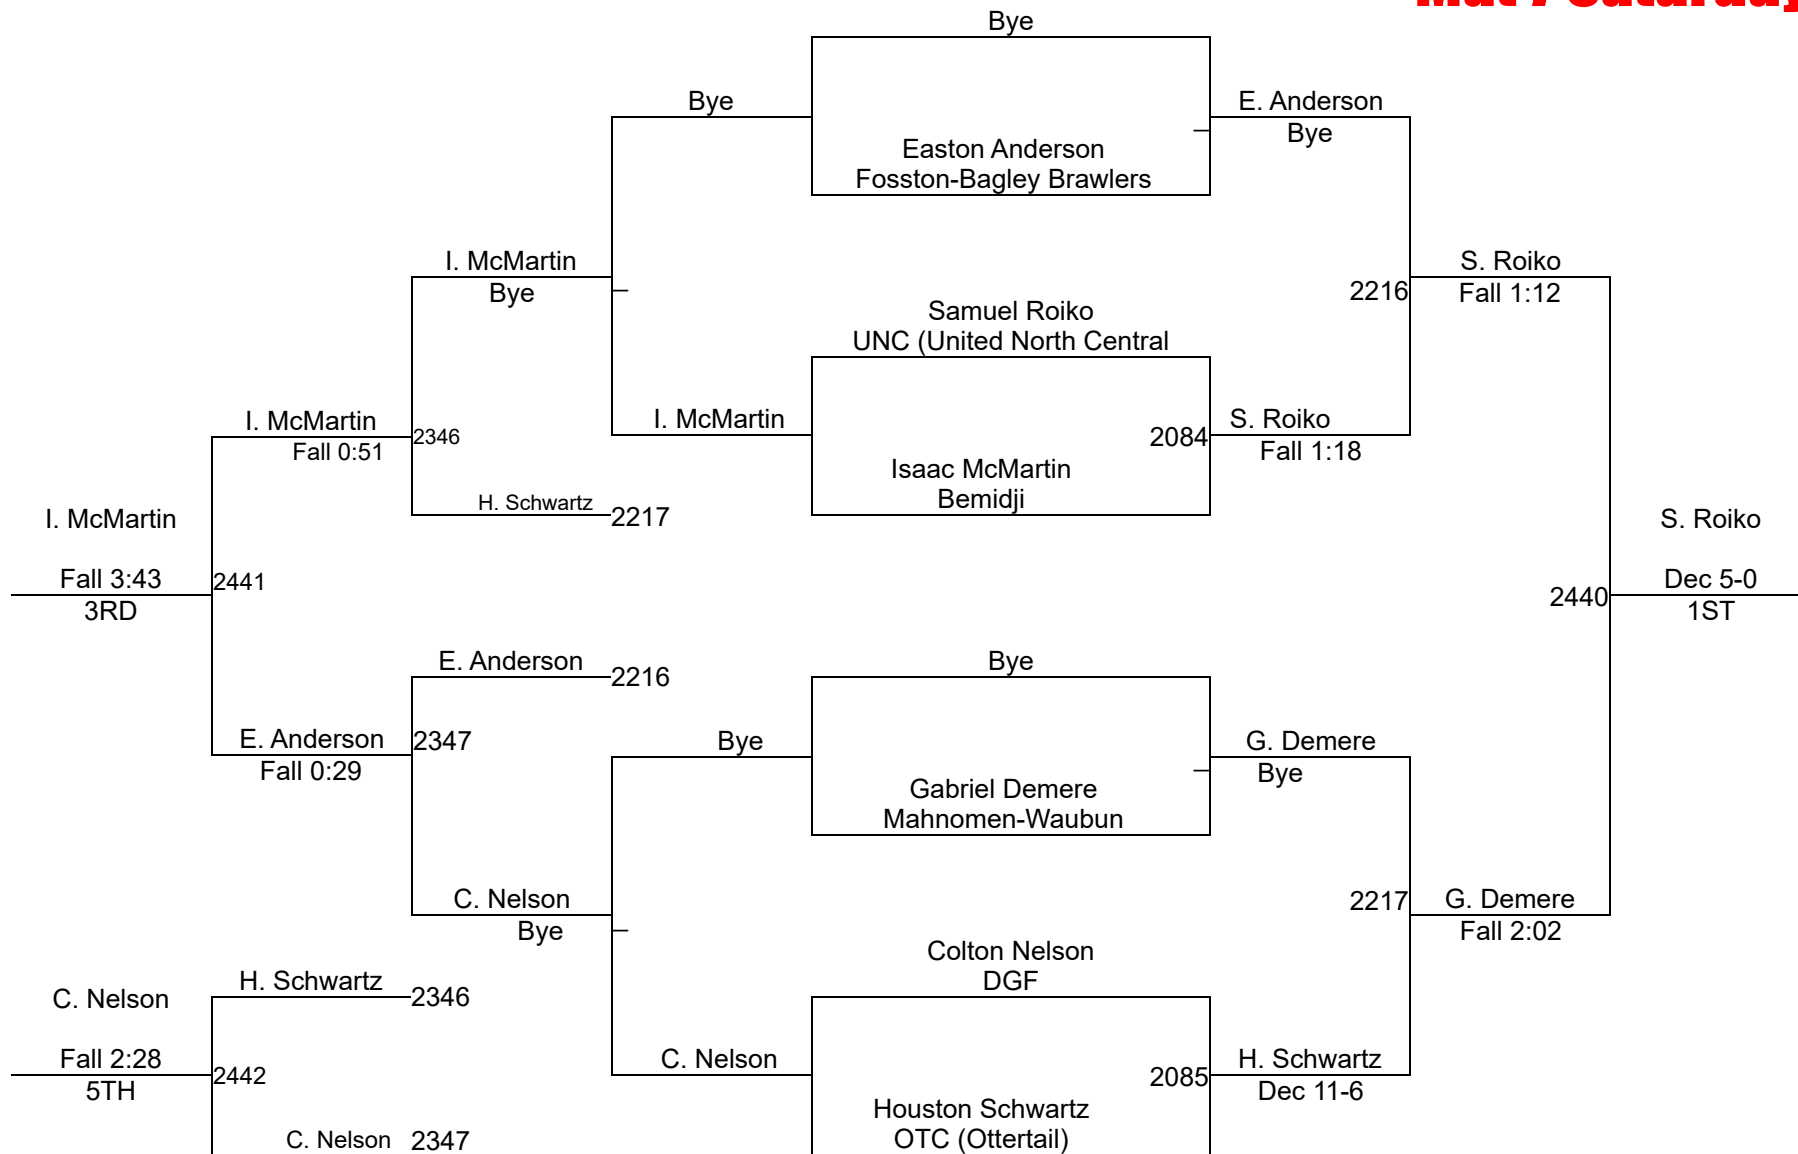 Mat 7 Saturday
Bye
Bye
E. Anderson
Bye
Easton Anderson
Fosston-Bagley Brawlers
I. McMartin
Bye
S. Roiko
Fall 1:12
2216
Samuel Roiko
UNC (United North Central
I. McMartin
Fall 0:51
2346
I. McMartin
2084
S. Roiko
Fall 1:18
Isaac McMartin
Bemidji
H. Schwartz
2217
I. McMartin
Fall 3:43
3RD
2441
S. Roiko
Dec 5-0
1ST
2440
E. Anderson
2216
Bye
E. Anderson
Fall 0:29
2347
Bye
G. Demere
Bye
Gabriel Demere
Mahnomen-Waubun
C. Nelson
Bye
2217
G. Demere
Fall 2:02
Colton Nelson
DGF
H. Schwartz
2346
C. Nelson
Fall 2:28
5TH
2442
C. Nelson
2085
H. Schwartz
Dec 11-6
Houston Schwartz
OTC (Ottertail)
C. Nelson
2347